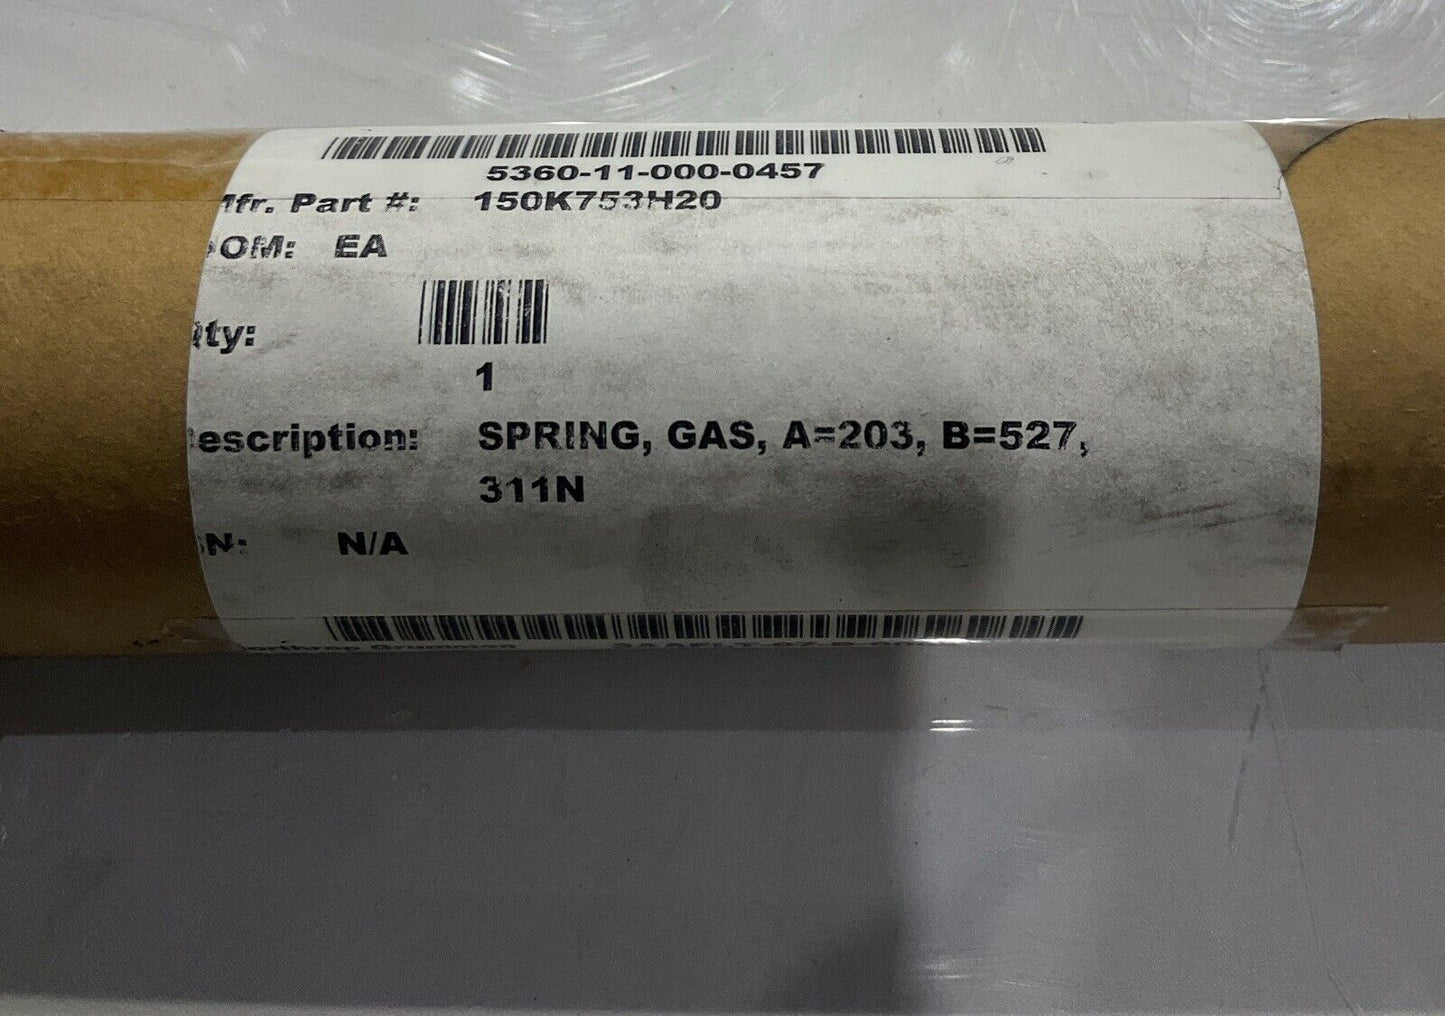 5360-11-000-0457
Mfr. Part #: 150K753H20
OM: EA
ty:
1
escription: SPRING, GAS, A=203, B=527,
311N
N: N/A